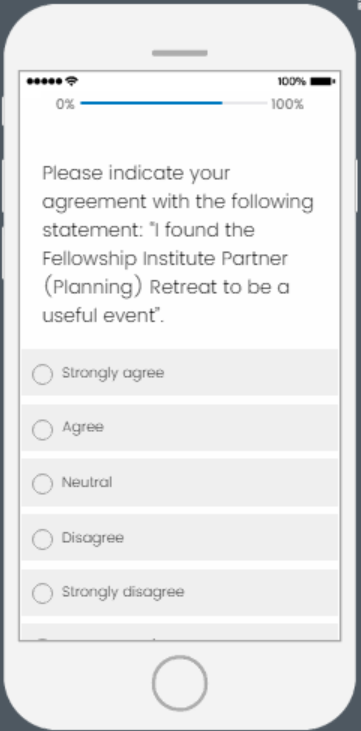 100%
0% 100%
Please indicate your
agreement with the following
statement: "I found the
Fellowship Institute Partner
(Planning) Retreat to be a
useful event".
Strongly agree
Agree
Neutral
Disagree
Strongly disagree